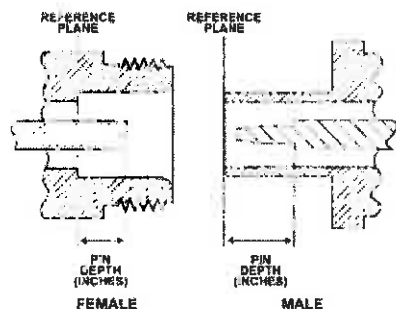 REFERENCE
PLANE
REFERENCE
PLANE
PIN
DEPTH
(INCHES)
FEMALE
PIN
DEPTH
(INCHES)
MALE